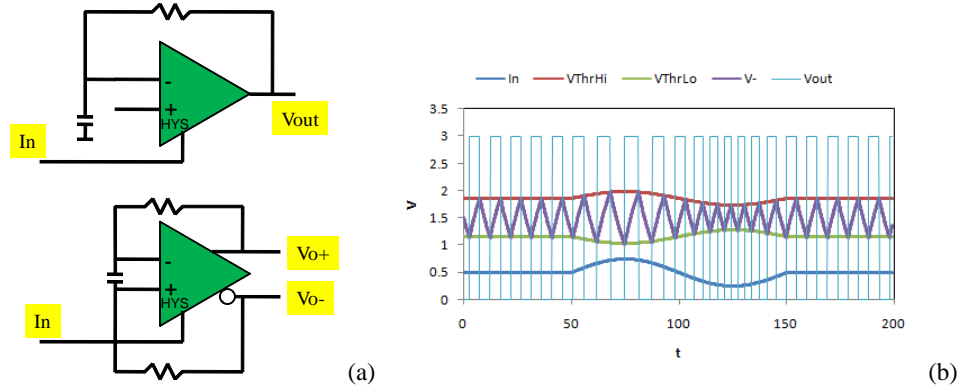 -
+
HYS
Vout
In
-
+
HYS
Vo+
Vo-
In
(a)
In VThrHi VThrLo V- Vout
3.5
3
2.5
2
1.5
1
0.5
0
V
0 50 100 150 200
t
(b)